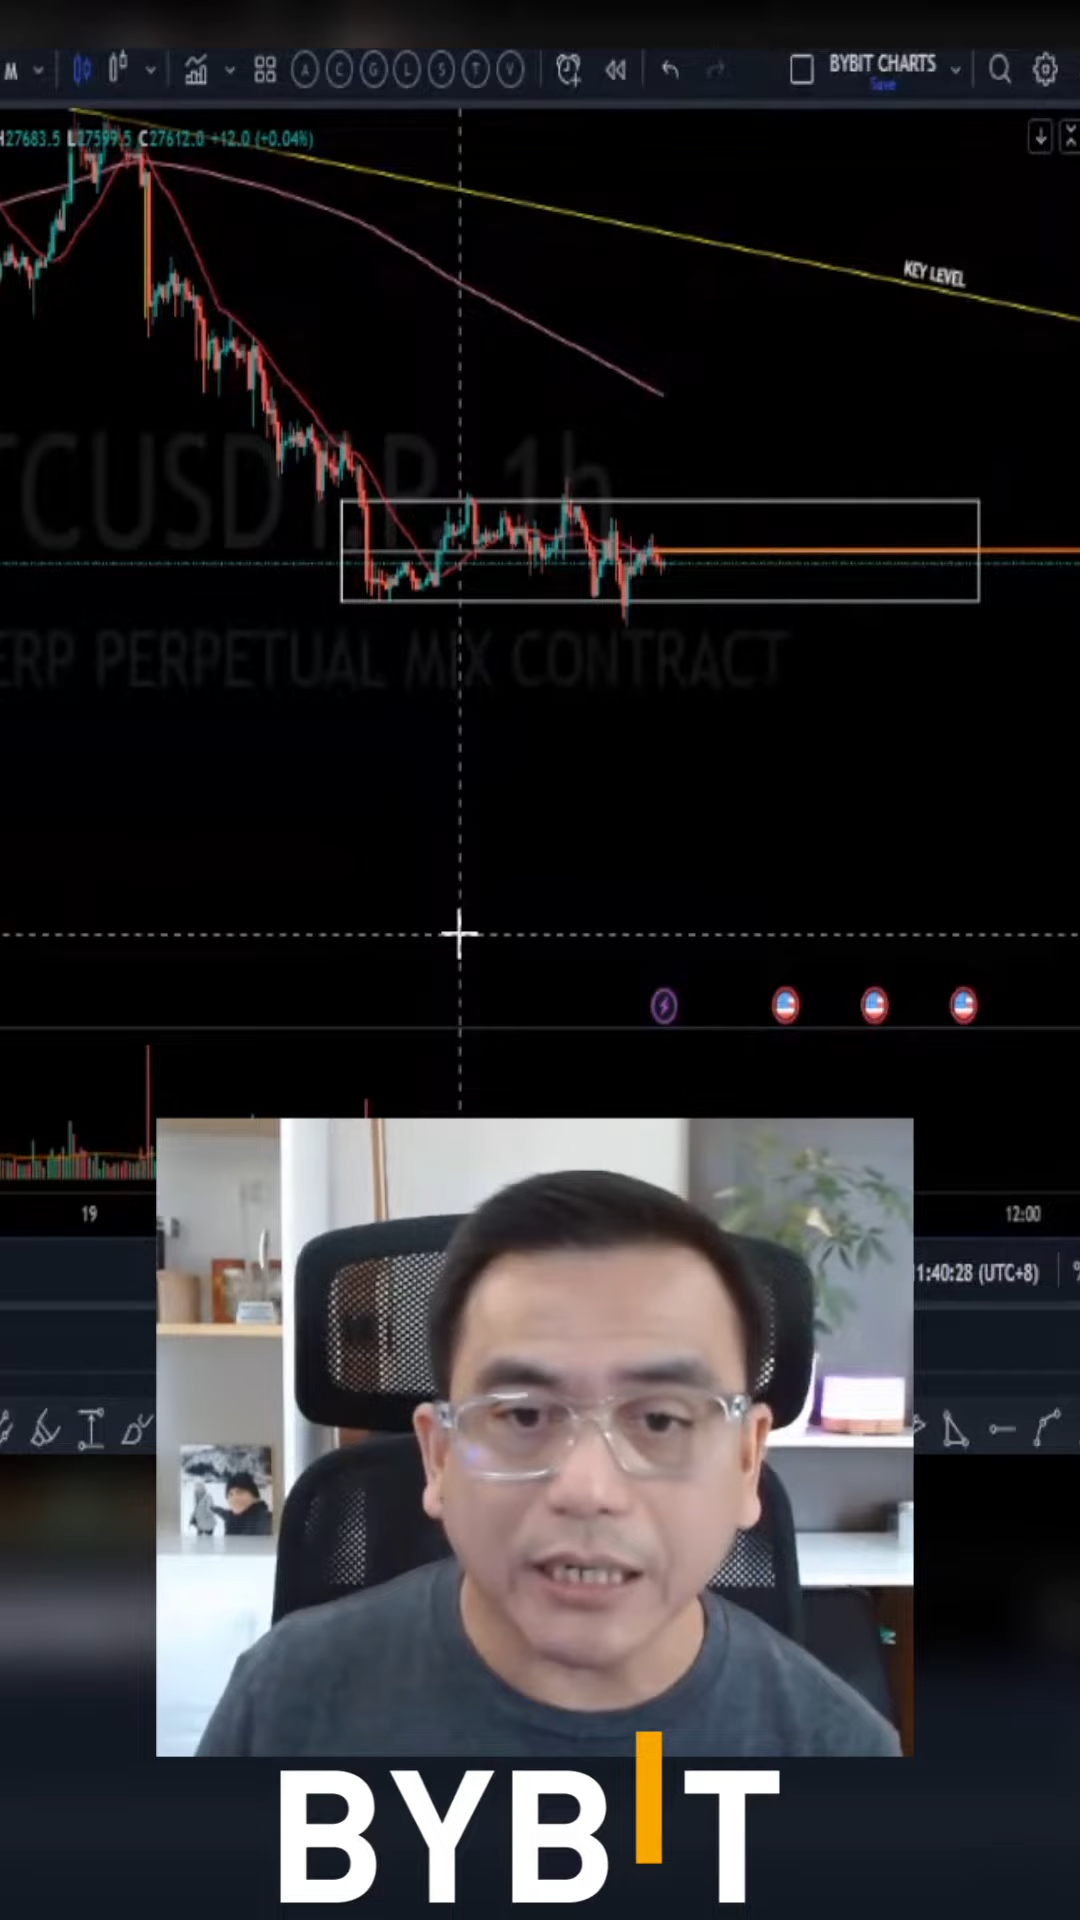 M
A C G L S T V
BYBIT CHARTS
Save
H27683.5 L27599.5 C27612.0 +12.0 (+0.04%)
KEY LEVEL
TCUSDT.P, 1h
ERP PERPETUAL MIX CONTRACT
19
12:00
1:40:28 (UTC+8)
%
BYBIT